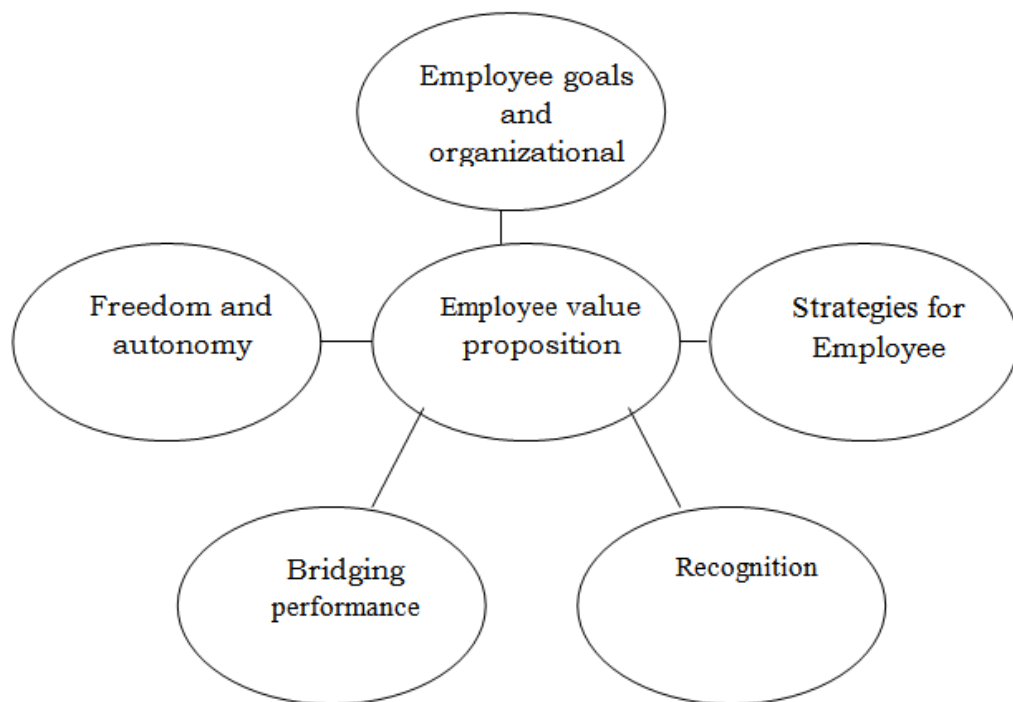 Employee goals
and
organizational
Freedom and
autonomy
Employee value
proposition
Strategies for
Employee
Bridging
performance
Recognition